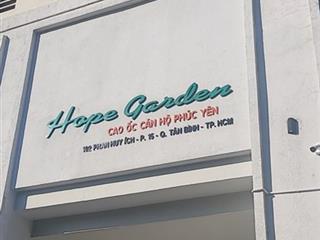 Hope Garden
CAO ỐC CĂN HỘ PHÚC YÊN
182 PHAN HUY ÍCH - P. 15 - Q. TÂN BÌNH - TP. HCM